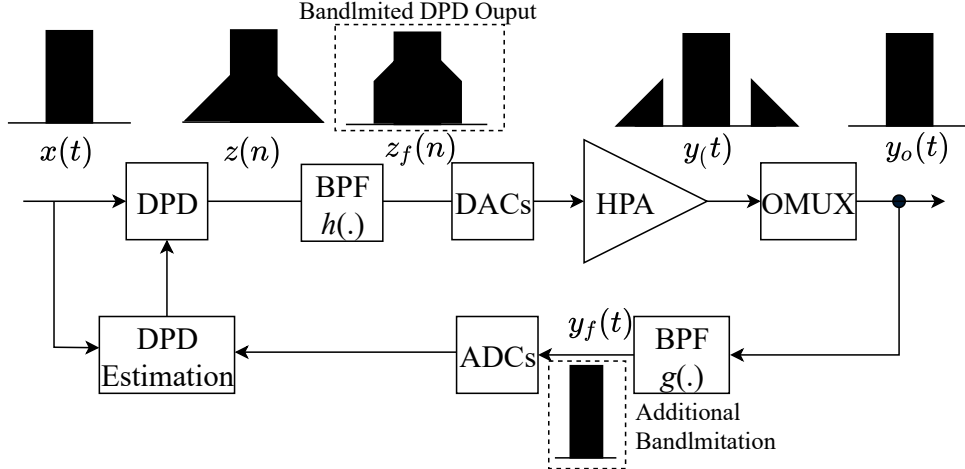 Bandlmited DPD Ouput
x(t)
z(n)
z_f(n)
y_(t)
y_o(t)
DPD
BPF
h(.)
DACs
HPA
OMUX
DPD
Estimation
ADCs
y_f(t)
BPF
g(.)
Additional
Bandlmitation